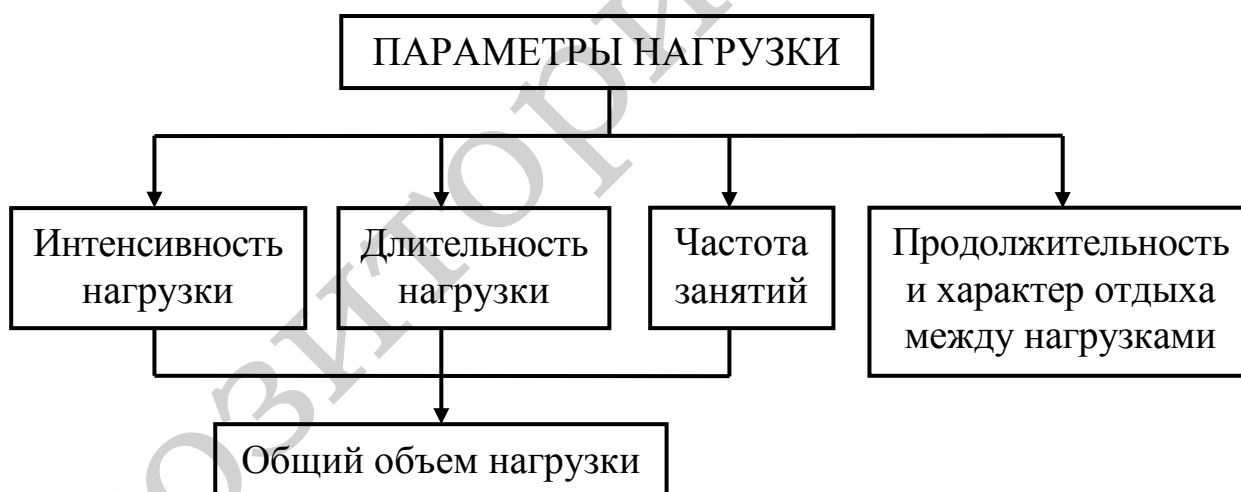 ПАРАМЕТРЫ НАГРУЗКИ
Интенсивность
нагрузки
Длительность
нагрузки
Частота
занятий
Продолжительность
и характер отдыха
между нагрузками
Общий объем нагрузки